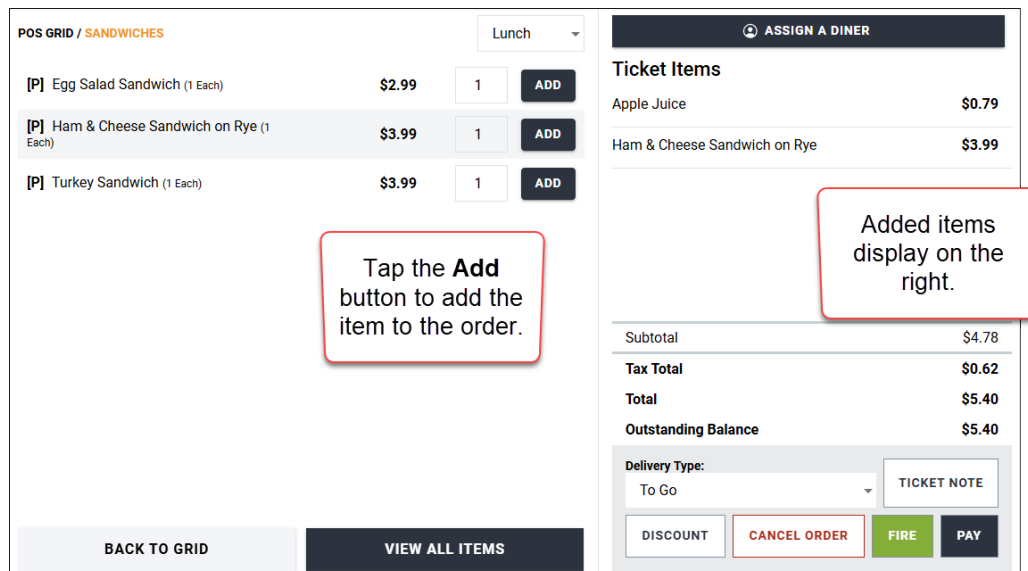 POS GRID / SANDWICHES
Lunch
[P] Egg Salad Sandwich (1 Each) $2.99 1 ADD
[P] Ham & Cheese Sandwich on Rye (1
Each) $3.99 1 ADD
[P] Turkey Sandwich (1 Each) $3.99 1 ADD
Tap the Add
button to add the
item to the order.
BACK TO GRID
VIEW ALL ITEMS
ASSIGN A DINER
Ticket Items
Apple Juice $0.79
Ham & Cheese Sandwich on Rye $3.99
Added items
display on the
right.
Subtotal $4.78
Tax Total $0.62
Total $5.40
Outstanding Balance $5.40
Delivery Type:
To Go
TICKET NOTE
DISCOUNT
CANCEL ORDER
FIRE
PAY